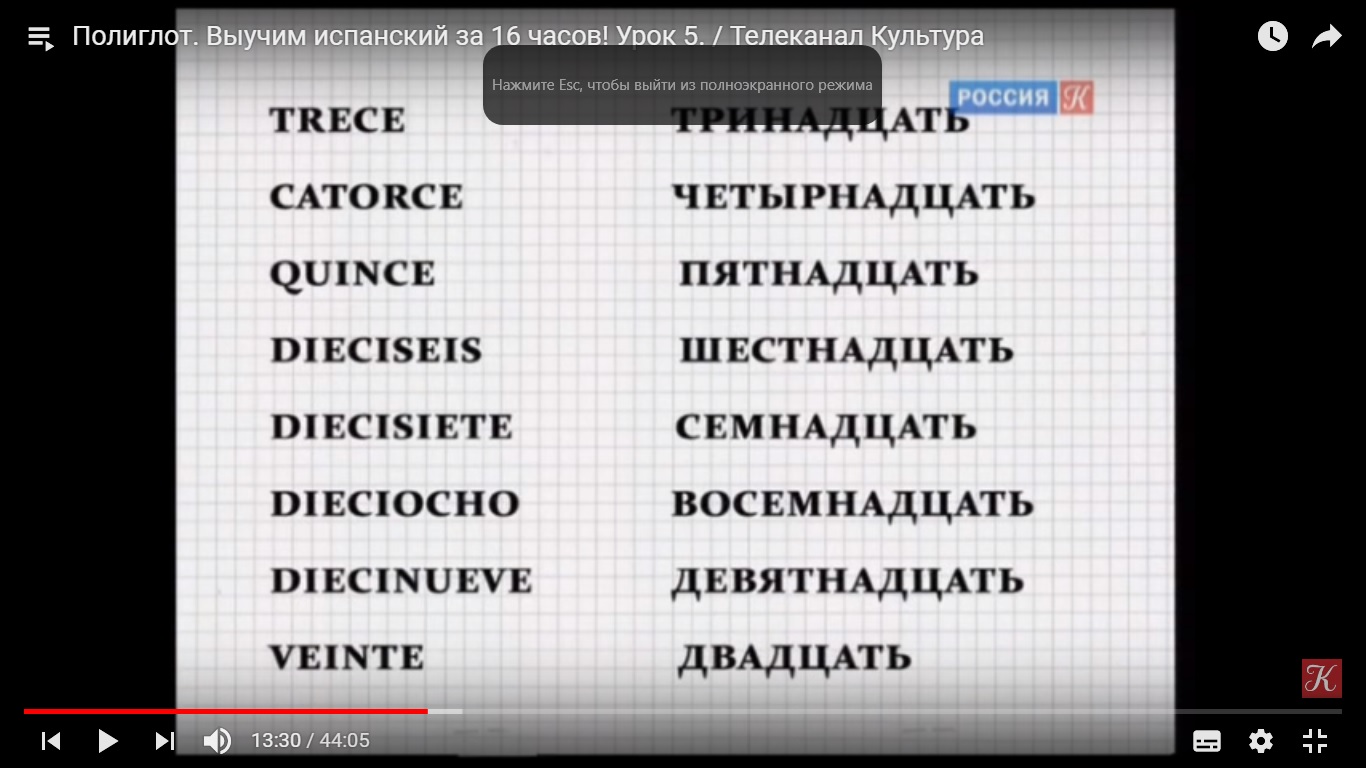 Полиглот. Выучим испанский за 16 часов! Урок 5. / Телеканал Культура
Нажмите Esc, чтобы выйти из полноэкранного режима
РОССИЯ К
TRECE ТРИНАДЦАТЬ
CATORCE ЧЕТЫРНАДЦАТЬ
QUINCE ПЯТНАДЦАТЬ
DIECISEIS ШЕСТНАДЦАТЬ
DIECISIETE СЕМНАДЦАТЬ
DIECIOCHO ВОСЕМНАДЦАТЬ
DIECINUEVE ДЕВЯТНАДЦАТЬ
VEINTE ДВАДЦАТЬ
К
13:30 / 44:05